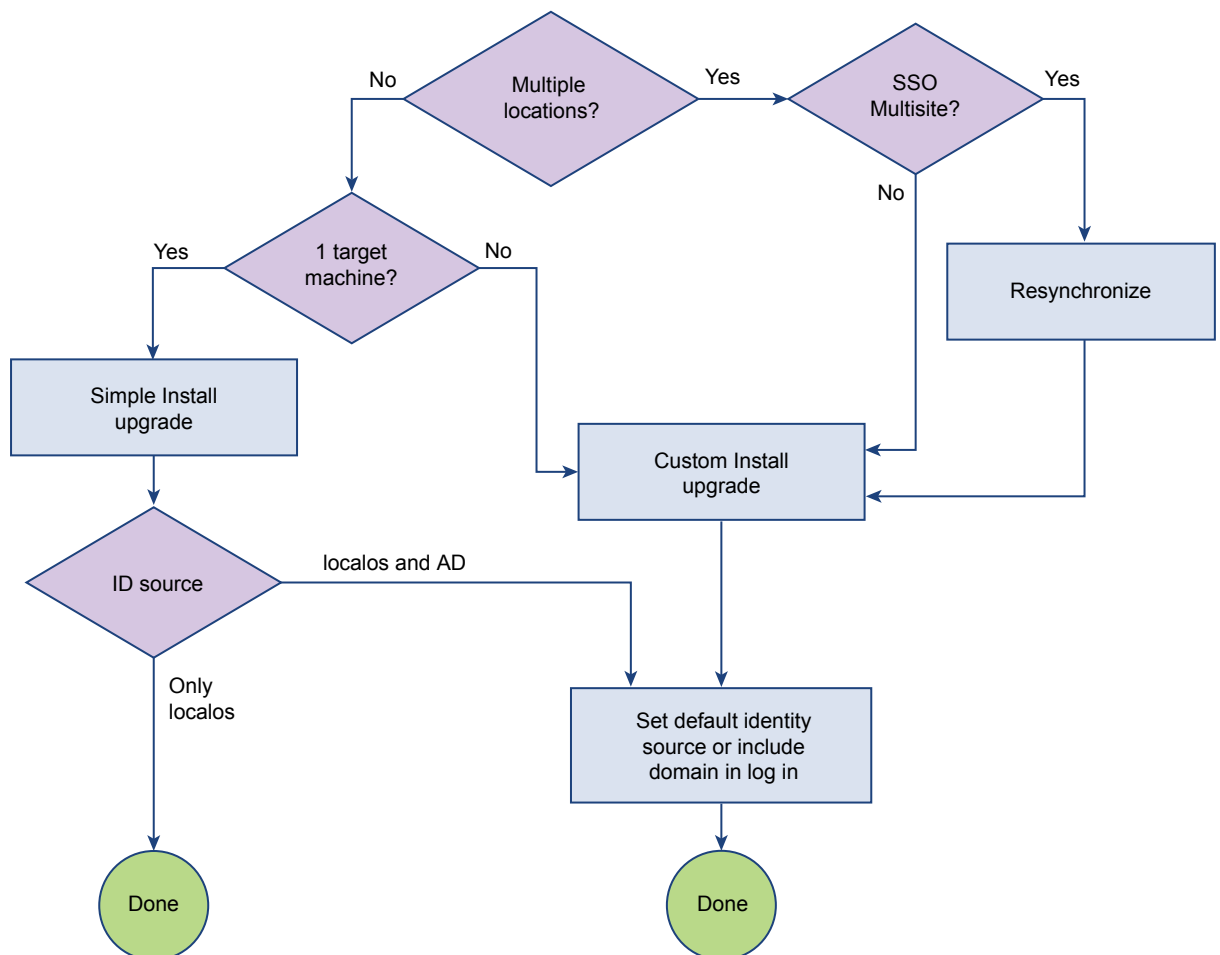 No
Multiple
locations?
Yes
SSO
Multisite?
Yes
No
Yes
1 target
machine?
No
Resynchronize
Simple Install
upgrade
Custom Install
upgrade
ID source
localos and AD
Only
localos
Set default identity
source or include
domain in log in
Done
Done